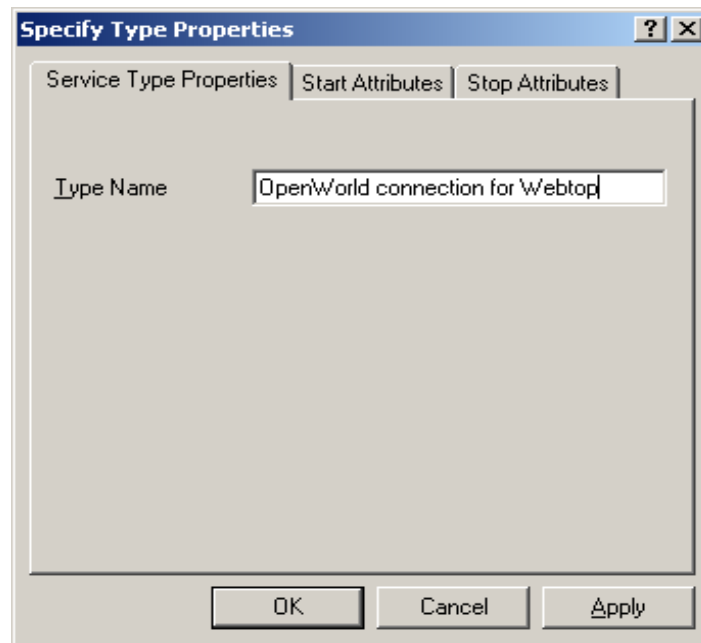 Specify Type Properties
Service Type Properties Start Attributes Stop Attributes
Type Name OpenWorld connection for Webtop
OK Cancel Apply